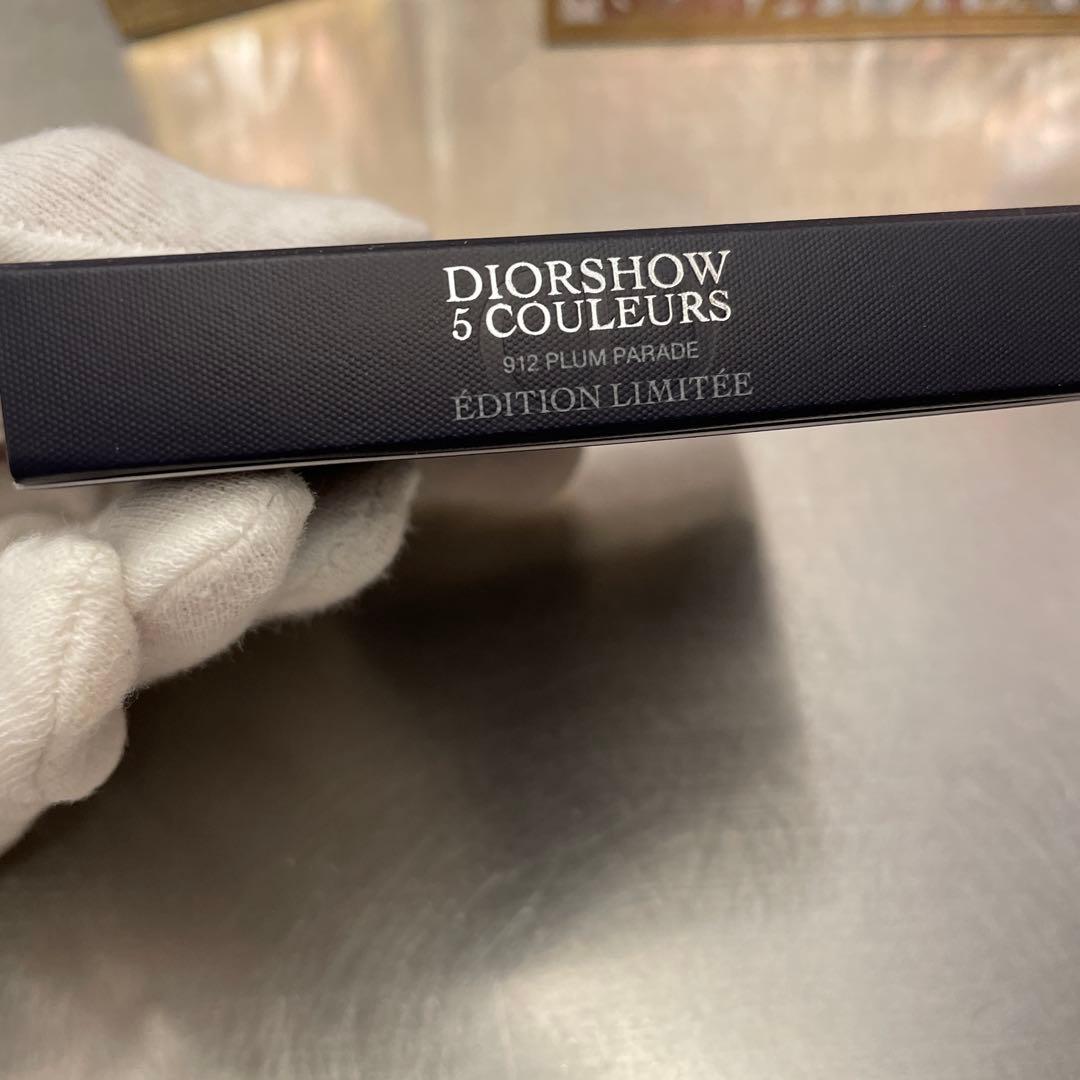 DIORSHOW
5 COULEURS
912 PLUM PARADE
ÉDITION LIMITÉE